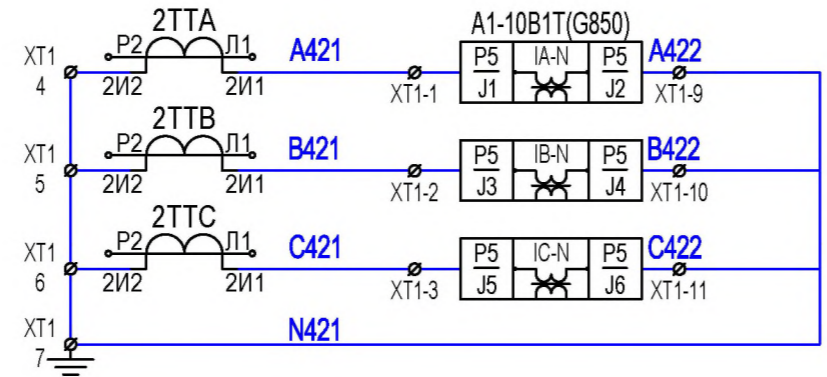 2ТТА A1-10B1T(G850)
XT1 P2 Л1 A421 P5 IA-N P5 A422
4 2И2 2И1 XT1-1 J1 J2 XT1-9
2ТТВ
XT1 P2 Л1 B421 P5 IB-N P5 B422
5 2И2 2И1 XT1-2 J3 J4 XT1-10
2ТТС
XT1 P2 Л1 C421 P5 IC-N P5 C422
6 2И2 2И1 XT1-3 J5 J6 XT1-11
XT1 N421
7